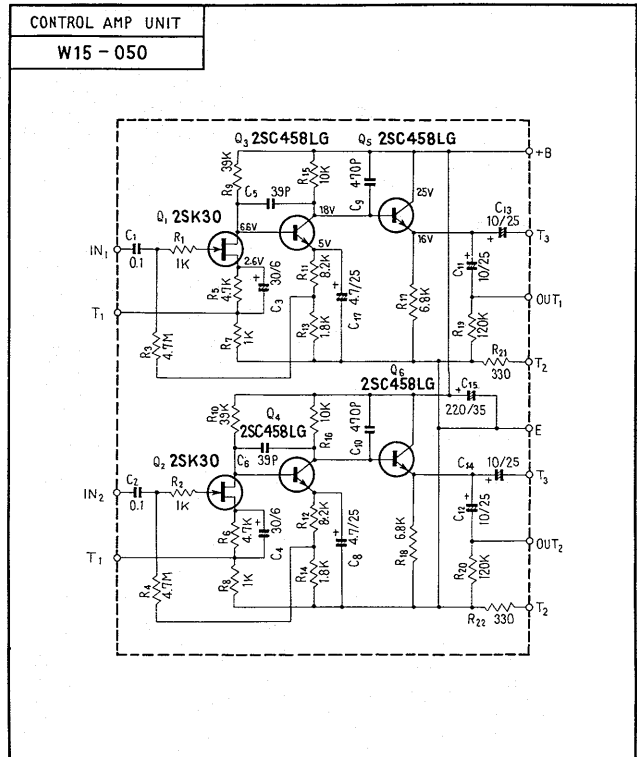 CONTROL AMP UNIT
W15-050
Q3 2SC458LG Q5 2SC458LG
R9 39K
R15 10K
C5 39P
C9 470P
+B
Q1 2SK30
18V
25V
C13 10/25
T3
C1 0.1
IN1
R1 1K
6.6V
5V
16V
2.6V
R5 4.7K
30/6 C3
R11 8.2K
4.7/25 C17
C11 10/25
OUT1
T1
R3 4.7M
R7 1K
R13 1.8K
R17 6.8K
R19 120K
R21 330
T2
Q6 2SC458LG
C15 220/35
E
R10 39K
Q4 2SC458LG
R16 10K
C10 470P
C6 39P
Q2 2SK30
C14 10/25
T3
C2 0.1
IN2
R2 1K
R6 4.7K
30/6 C4
R12 8.2K
4.7/25 C8
6.8K R18
C12 10/25
OUT2
T1
R4 4.7M
R8 1K
R14 1.8K
R20 120K
R22 330
T2